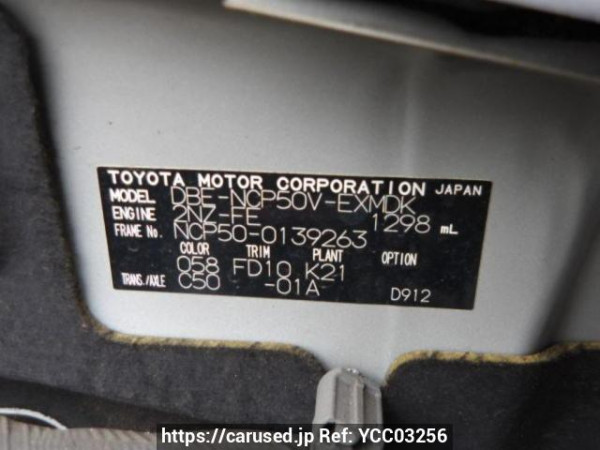 TOYOTA MOTOR CORPORATION JAPAN
MODEL DBE-NCP50V-EXMDK
ENGINE 2NZ-FE 1298 mL
FRAME No. NCP50-0139263
COLOR TRIM PLANT OPTION
058 FD10 K21
TRANS./AXLE C50 -01A D912
https://carused.jp Ref: YCC03256